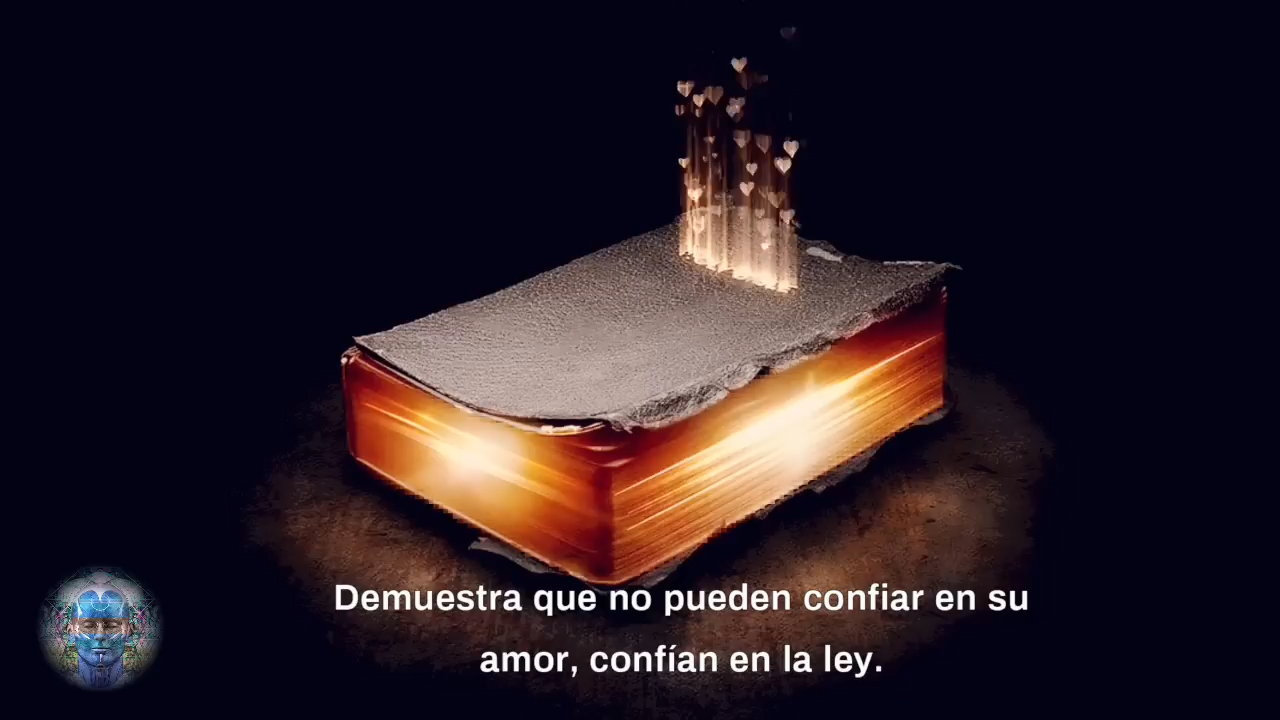 Demuestra que no pueden confiar en su
amor, confían en la ley.